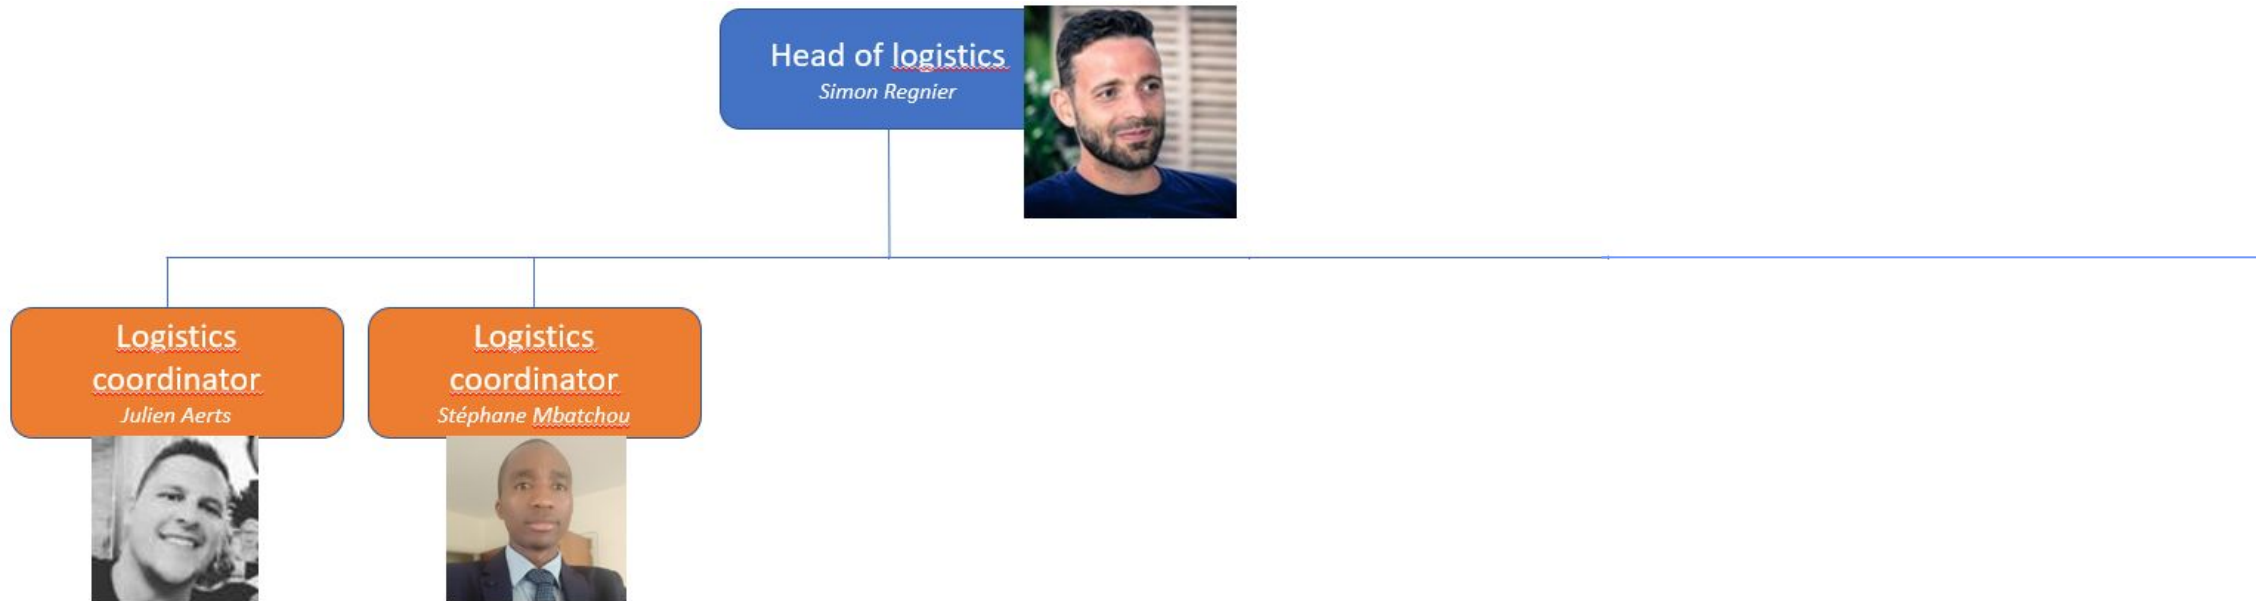 Head of logistics
Simon Regnier
Logistics
coordinator
Julien Aerts
Logistics
coordinator
Stéphane Mbatchou